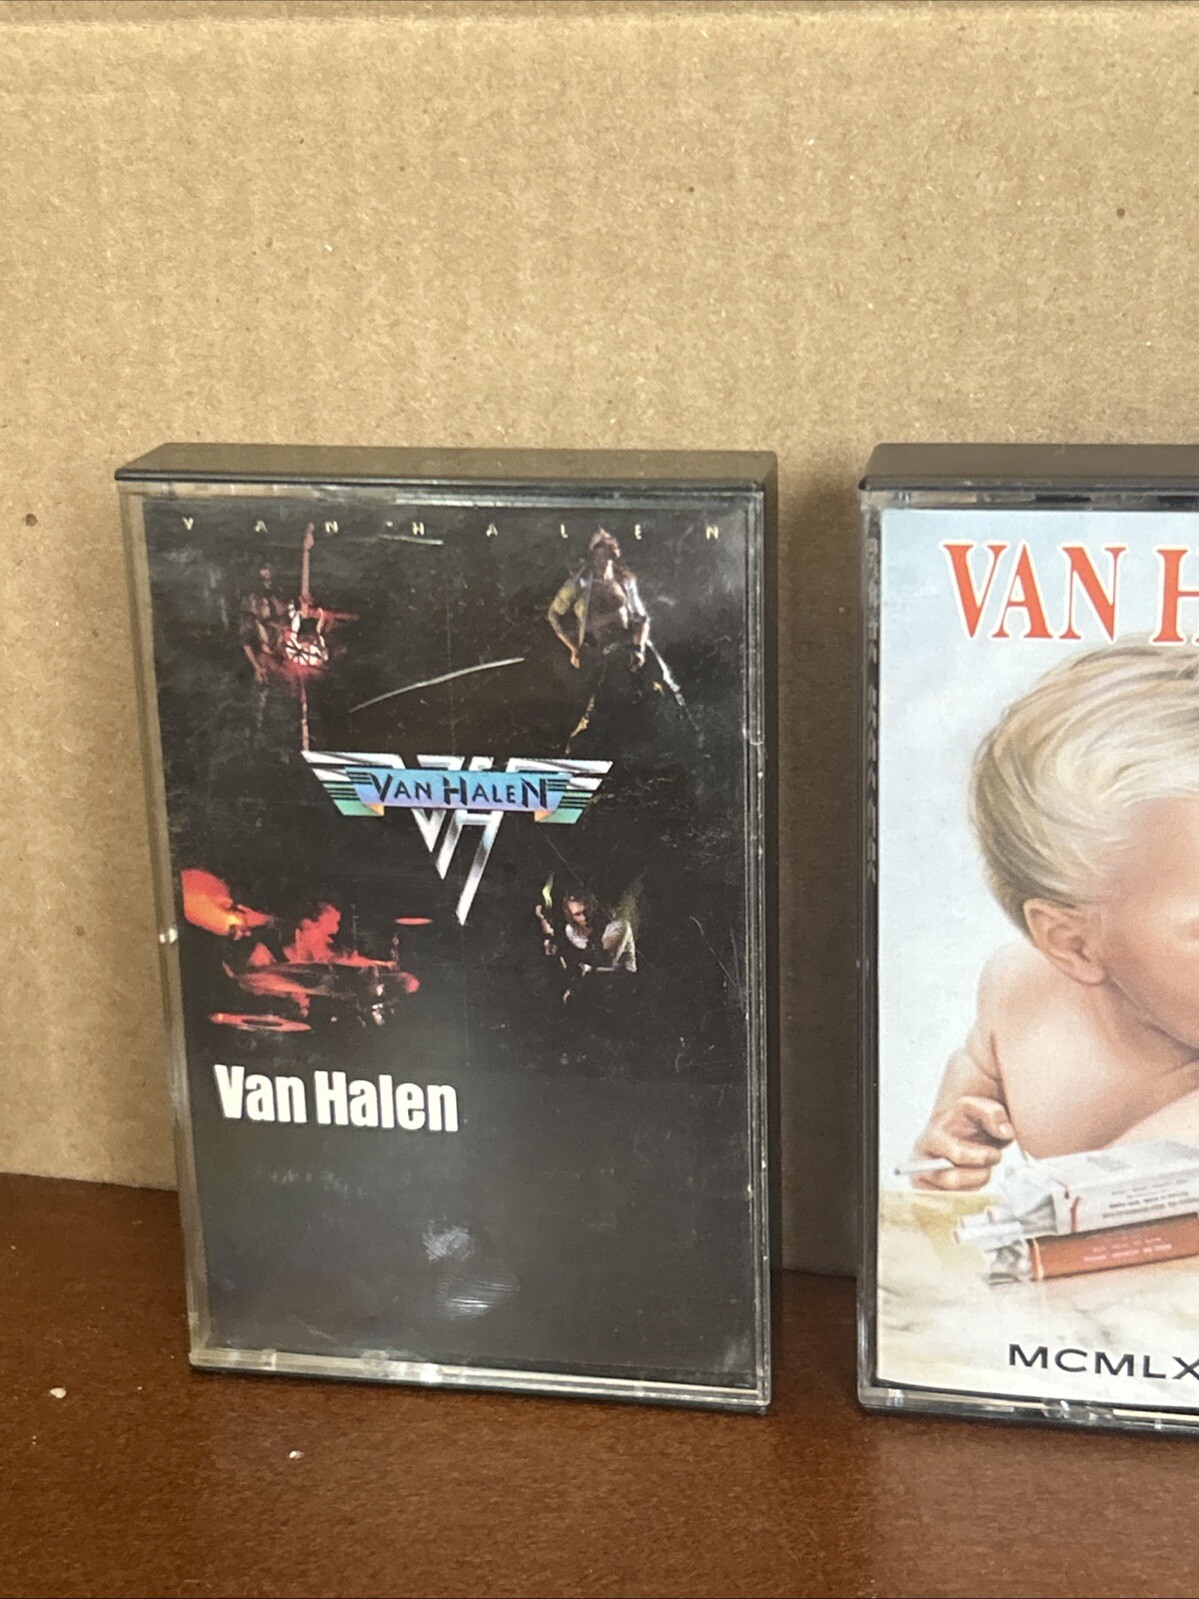 V A N H A L E N
VAN HALEN
Van Halen
VAN H
MCMLX